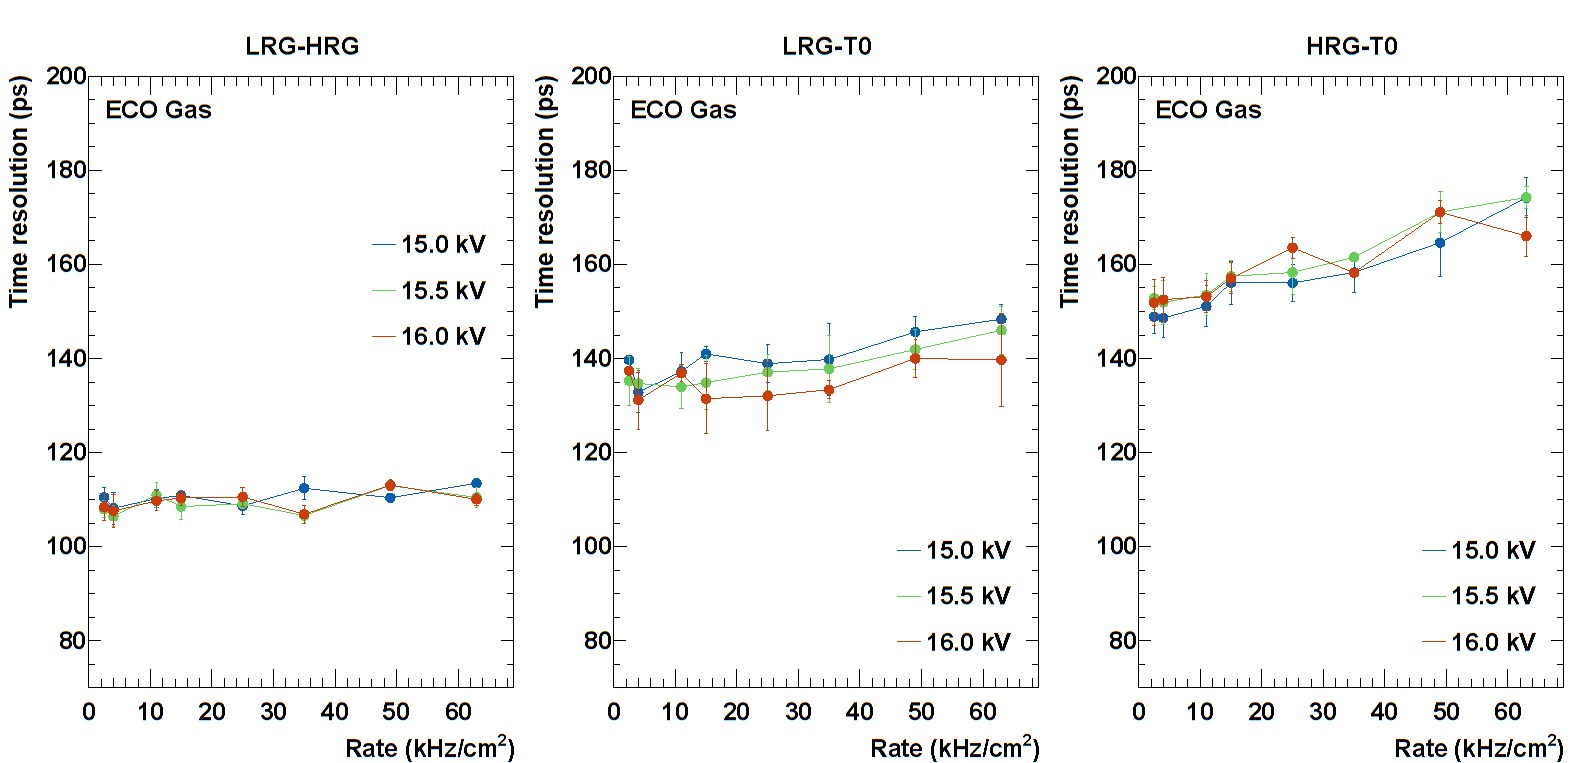 LRG-HRG
Time resolution (ps)
200
180
160
140
120
100
80
ECO Gas
15.0 kV
15.5 kV
16.0 kV
0 10 20 30 40 50 60
Rate (kHz/cm²)
LRG-T0
Time resolution (ps)
200
180
160
140
120
100
80
ECO Gas
15.0 kV
15.5 kV
16.0 kV
0 10 20 30 40 50 60
Rate (kHz/cm²)
HRG-T0
Time resolution (ps)
200
180
160
140
120
100
80
ECO Gas
15.0 kV
15.5 kV
16.0 kV
0 10 20 30 40 50 60
Rate (kHz/cm²)